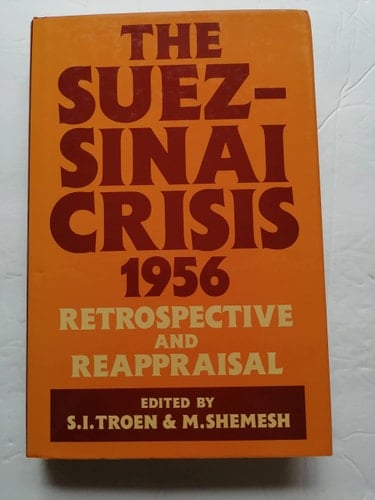 THE
SUEZ-
SINAI
CRISIS
1956
RETROSPECTIVE
AND
REAPPRAISAL
EDITED BY
S.I.TROEN & M.SHEMESH